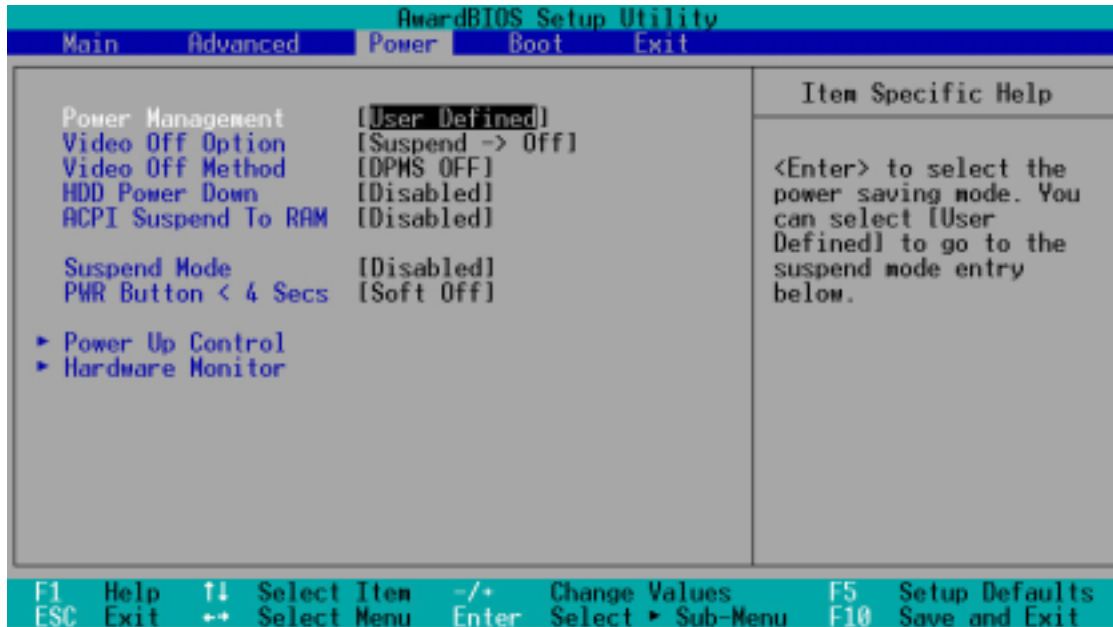 AwardBIOS Setup Utility
Main Advanced Power Boot Exit
Power Management [User Defined]
Video Off Option [Suspend -> Off]
Video Off Method [DPMS OFF]
HDD Power Down [Disabled]
ACPI Suspend To RAM [Disabled]
Suspend Mode [Disabled]
PWR Button < 4 Secs [Soft Off]
► Power Up Control
► Hardware Monitor
Item Specific Help
<Enter> to select the
power saving mode. You
can select [User
Defined] to go to the
suspend mode entry
below.
F1 Help ↑↓ Select Item -/+ Change Values F5 Setup Defaults
ESC Exit ←→ Select Menu Enter Select ► Sub-Menu F10 Save and Exit